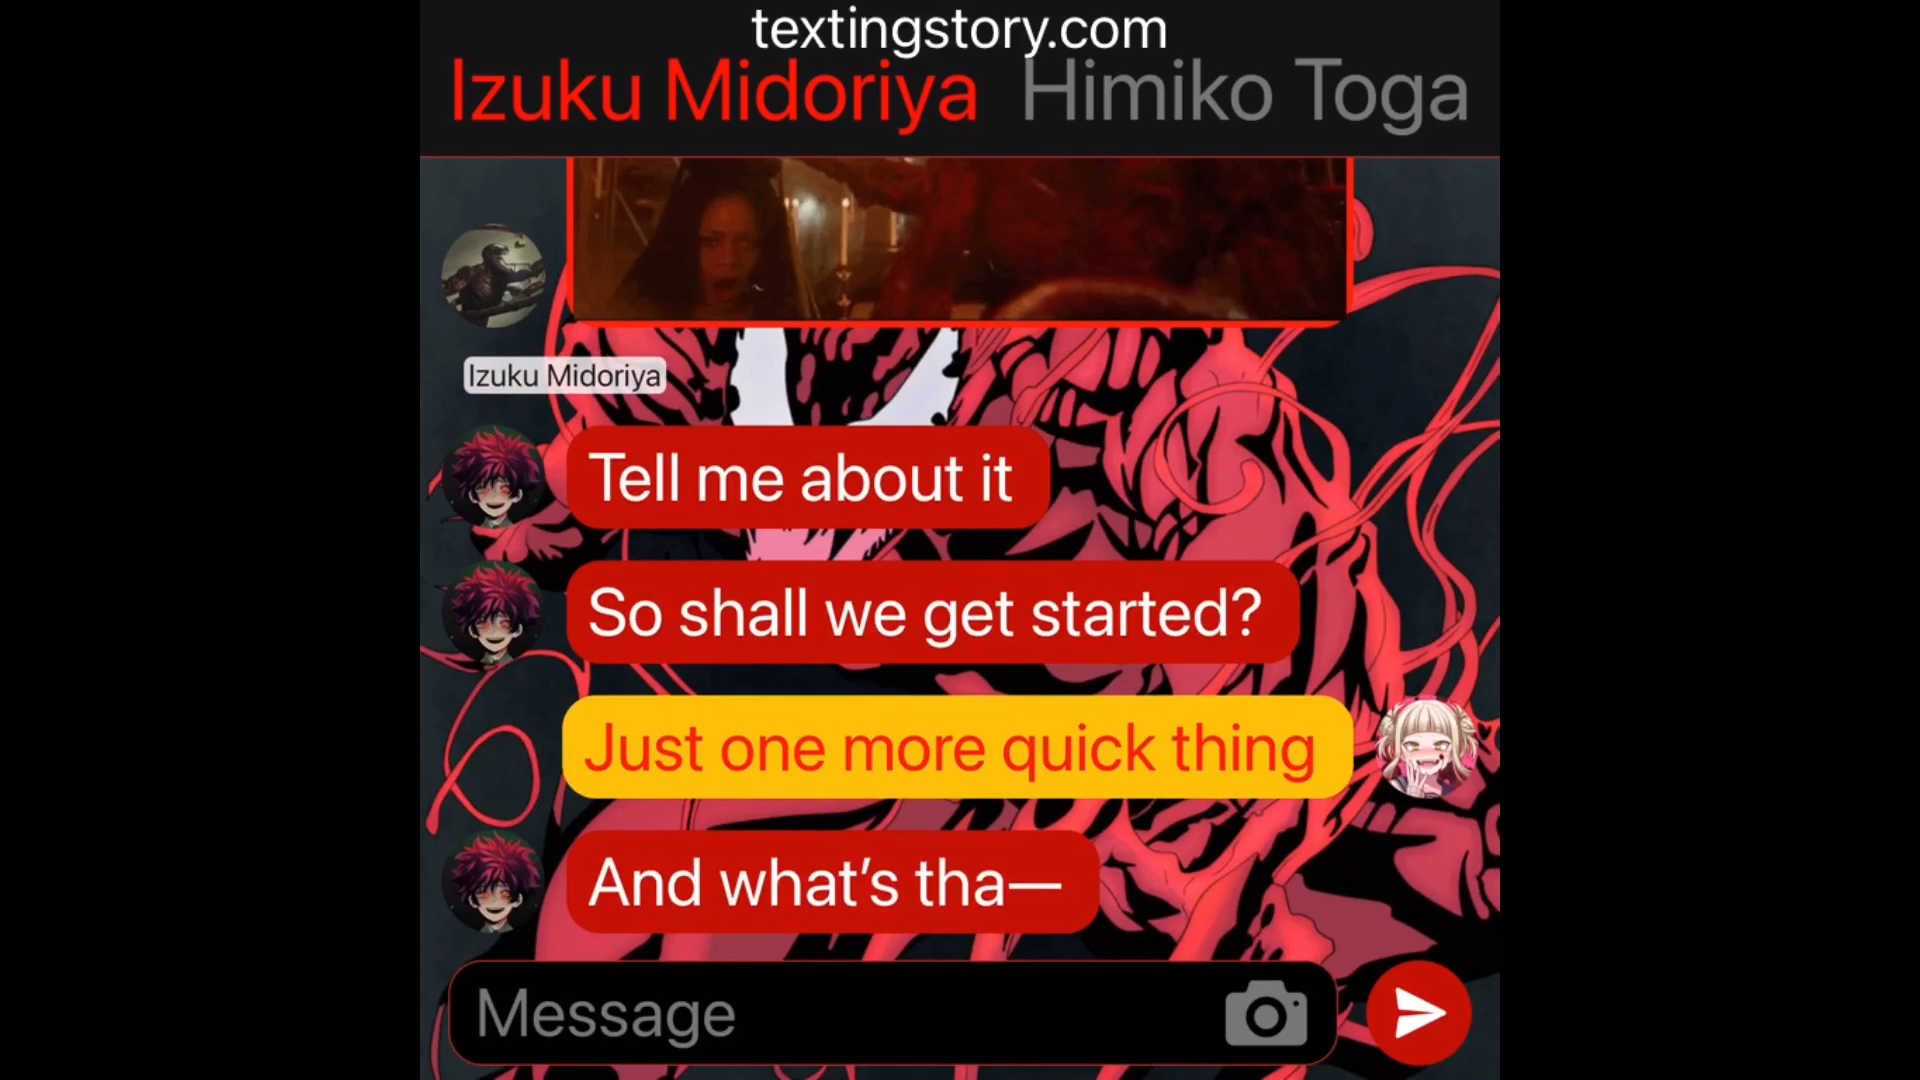 textingstory.com
Izuku Midoriya Himiko Toga
Izuku Midoriya
Tell me about it
So shall we get started?
Just one more quick thing
And what’s tha—
Message